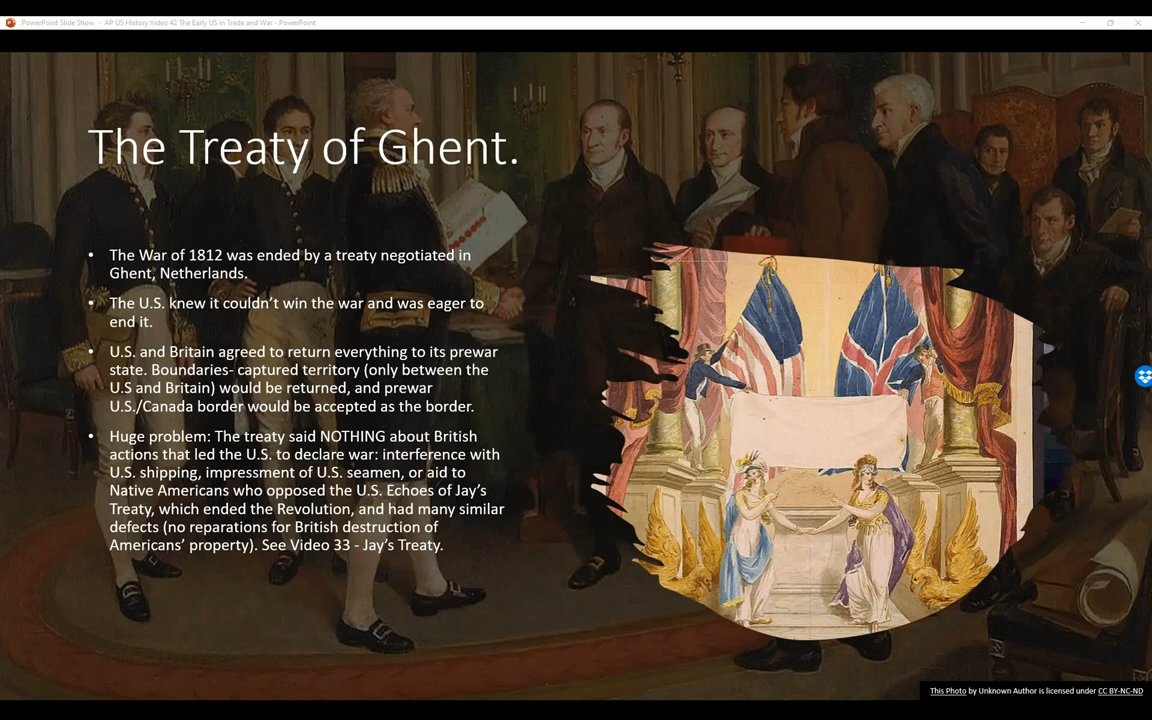 PowerPoint Slide Show - AP US History Video 42 The Early US in Trade and War - PowerPoint
The Treaty of Ghent.
• The War of 1812 was ended by a treaty negotiated in
Ghent, Netherlands.
• The U.S. knew it couldn't win the war and was eager to
end it.
• U.S. and Britain agreed to return everything to its prewar
state. Boundaries- captured territory (only between the
U.S and Britain) would be returned, and prewar
U.S./Canada border would be accepted as the border.
• Huge problem: The treaty said NOTHING about British
actions that led the U.S. to declare war: interference with
U.S. shipping, impressment of U.S. seamen, or aid to
Native Americans who opposed the U.S. Echoes of Jay's
Treaty, which ended the Revolution, and had many similar
defects (no reparations for British destruction of
Americans' property). See Video 33 - Jay's Treaty.
This Photo by Unknown Author is licensed under CC BY-NC-ND